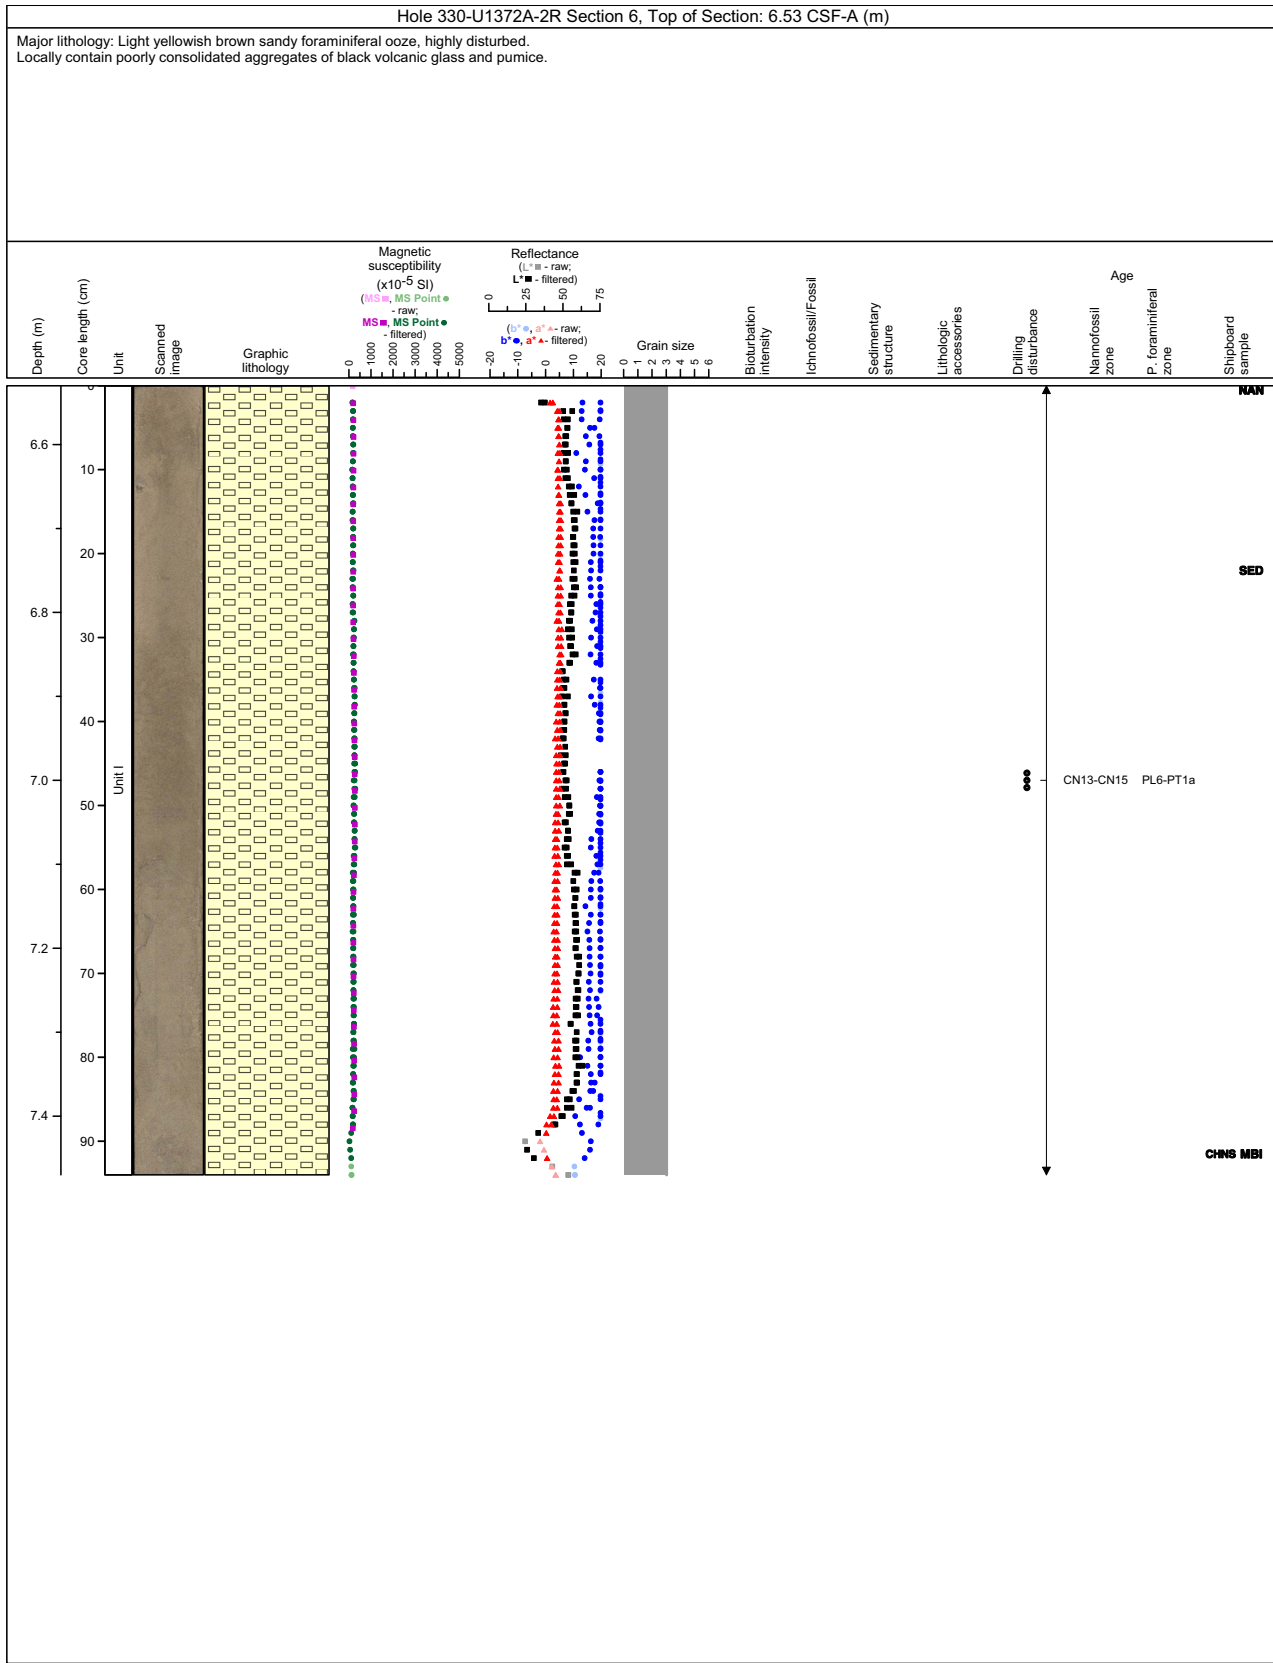 Hole 330-U1372A-2R Section 6, Top of Section: 6.53 CSF-A (m)
Major lithology: Light yellowish brown sandy foraminiferal ooze, highly disturbed.
Locally contain poorly consolidated aggregates of black volcanic glass and pumice.
Depth (m)
Core length (cm)
Unit
Scanned
image
Graphic
lithology
Magnetic
susceptibility
(x10-5 SI)
(MS■, MS Point●
- raw;
MS■, MS Point●
- filtered)
0 1000 2000 3000 4000 5000
Reflectance
(L*■ - raw;
L*■ - filtered)
0 25 50 75
(b*●, a*▲- raw;
b*●, a*▲- filtered)
-20 -10 0 10 20
Grain size
0 1 2 3 4 5 6
Bioturbation
intensity
Ichnofossil/Fossil
Sedimentary
structure
Lithologic
accessories
Drilling
disturbance
Age
Nannofossil
zone
P. foraminiferal
zone
Shipboard
sample
0
NAN
6.6
10
20
SED
6.8
30
40
7.0
Unit I
CN13-CN15 PL6-PT1a
50
60
7.2
70
80
7.4
90
CHNS MBI